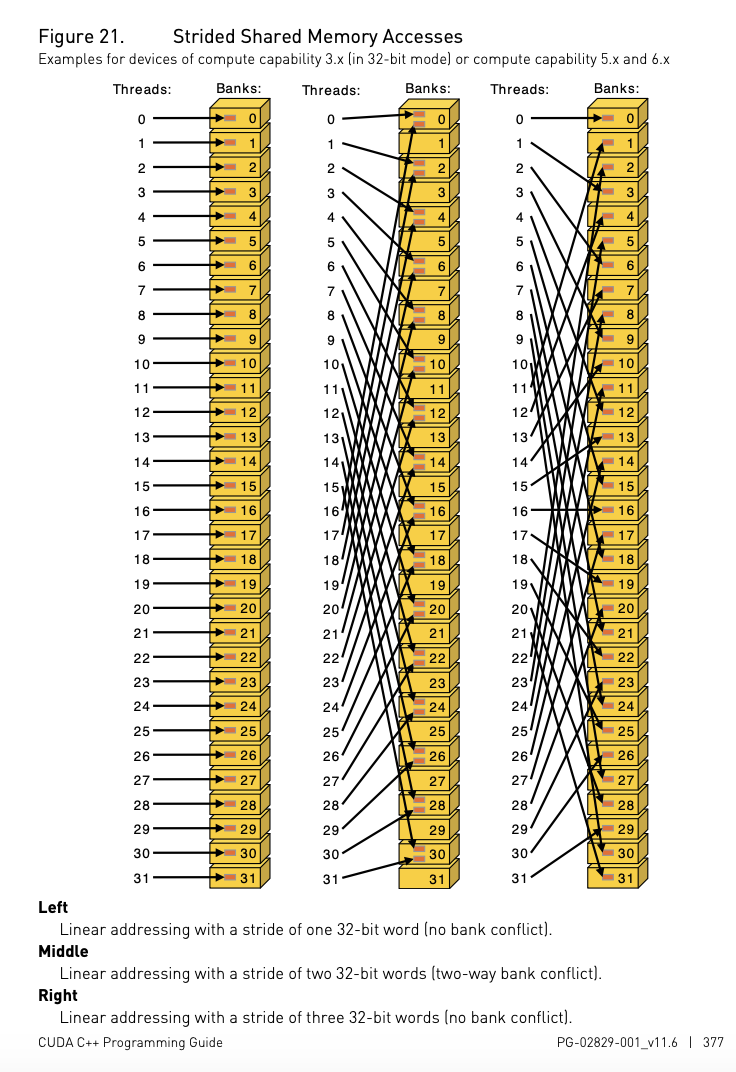 Figure 21. Strided Shared Memory Accesses
Examples for devices of compute capability 3.x (in 32-bit mode) or compute capability 5.x and 6.x
Threads: Banks: Threads: Banks: Threads: Banks:
0 0 0 0 0 0
1 1 1 1 1 1
2 2 2 2 2 2
3 3 3 3 3 3
4 4 4 4 4 4
5 5 5 5 5 5
6 6 6 6 6 6
7 7 7 7 7 7
8 8 8 8 8 8
9 9 9 9 9 9
10 10 10 10 10 10
11 11 11 11 11 11
12 12 12 12 12 12
13 13 13 13 13 13
14 14 14 14 14 14
15 15 15 15 15 15
16 16 16 16 16 16
17 17 17 17 17 17
18 18 18 18 18 18
19 19 19 19 19 19
20 20 20 20 20 20
21 21 21 21 21 21
22 22 22 22 22 22
23 23 23 23 23 23
24 24 24 24 24 24
25 25 25 25 25 25
26 26 26 26 26 26
27 27 27 27 27 27
28 28 28 28 28 28
29 29 29 29 29 29
30 30 30 30 30 30
31 31 31 31 31 31
Left
Linear addressing with a stride of one 32-bit word (no bank conflict).
Middle
Linear addressing with a stride of two 32-bit words (two-way bank conflict).
Right
Linear addressing with a stride of three 32-bit words (no bank conflict).
CUDA C++ Programming Guide PG-02829-001_v11.6 | 377